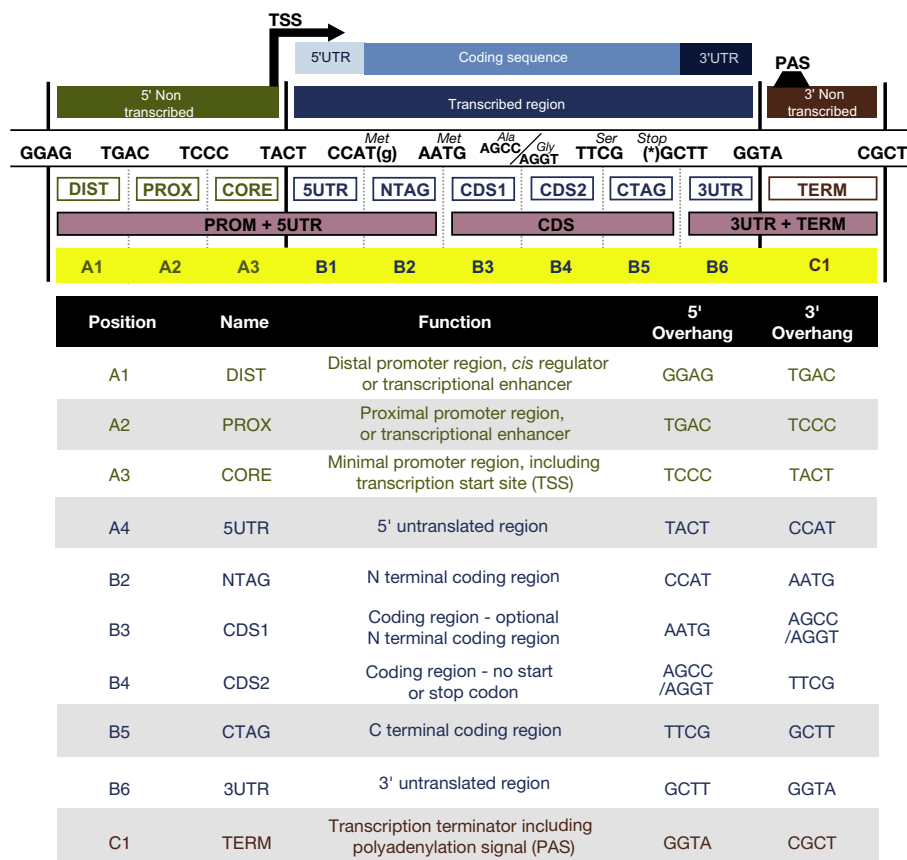 TSS
5'UTR Coding sequence 3'UTR
PAS
5' Non
transcribed
Transcribed region
3' Non
transcribed
Met Met Ala Gly Ser Stop
GGAG TGAC TCCC TACT CCAT(g) AATG AGCC/AGGT TTCG (*)GCTT GGTA CGCT
DIST PROX CORE 5UTR NTAG CDS1 CDS2 CTAG 3UTR TERM
PROM + 5UTR CDS 3UTR + TERM
A1 A2 A3 B1 B2 B3 B4 B5 B6 C1
Position Name Function 5' Overhang 3' Overhang
A1 DIST Distal promoter region, cis regulator
or transcriptional enhancer GGAG TGAC
A2 PROX Proximal promoter region,
or transcriptional enhancer TGAC TCCC
A3 CORE Minimal promoter region, including
transcription start site (TSS) TCCC TACT
A4 5UTR 5' untranslated region TACT CCAT
B2 NTAG N terminal coding region CCAT AATG
B3 CDS1 Coding region - optional
N terminal coding region AATG AGCC
/AGGT
B4 CDS2 Coding region - no start
or stop codon AGCC
/AGGT TTCG
B5 CTAG C terminal coding region TTCG GCTT
B6 3UTR 3' untranslated region GCTT GGTA
C1 TERM Transcription terminator including
polyadenylation signal (PAS) GGTA CGCT